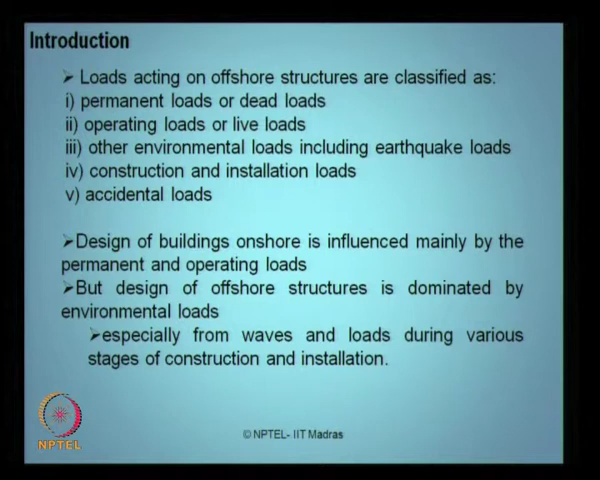 Introduction
➢ Loads acting on offshore structures are classified as:
i) permanent loads or dead loads
ii) operating loads or live loads
iii) other environmental loads including earthquake loads
iv) construction and installation loads
v) accidental loads
➢Design of buildings onshore is influenced mainly by the
permanent and operating loads
➢But design of offshore structures is dominated by
environmental loads
➢especially from waves and loads during various
stages of construction and installation.
NPTEL
© NPTEL- IIT Madras